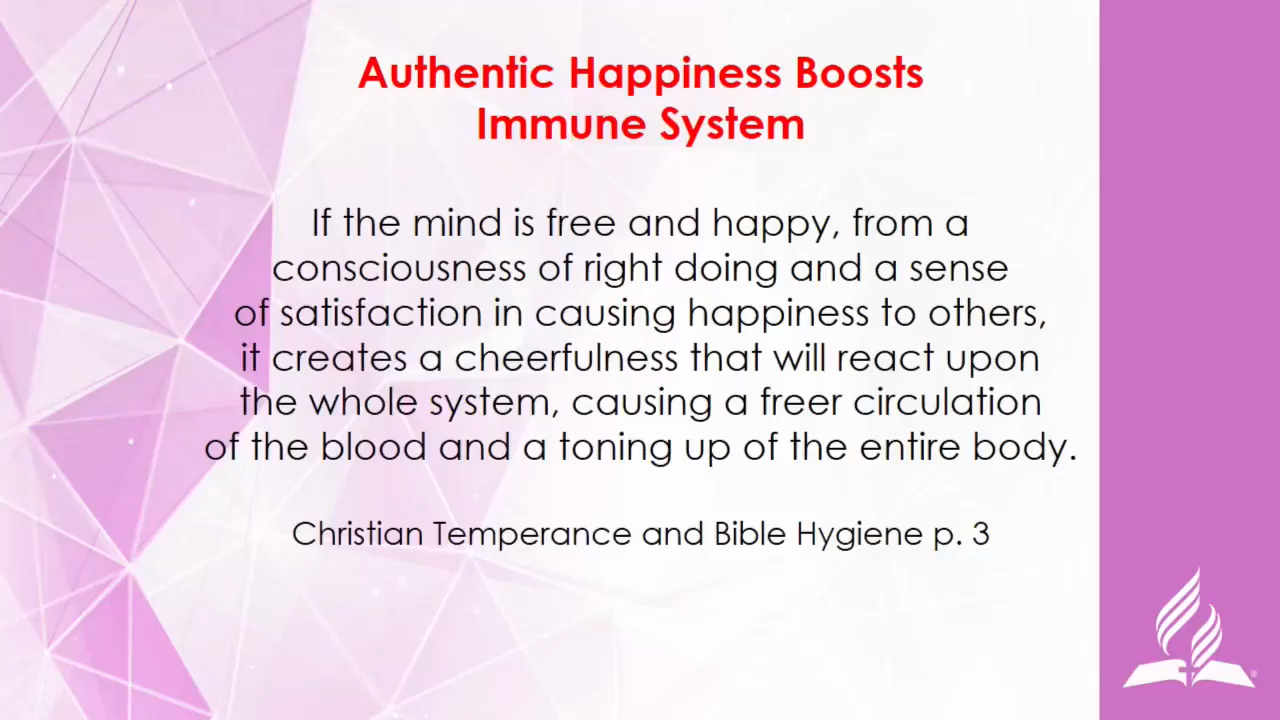 Authentic Happiness Boosts
Immune System
If the mind is free and happy, from a
consciousness of right doing and a sense
of satisfaction in causing happiness to others,
it creates a cheerfulness that will react upon
the whole system, causing a freer circulation
of the blood and a toning up of the entire body.
Christian Temperance and Bible Hygiene p. 3
®